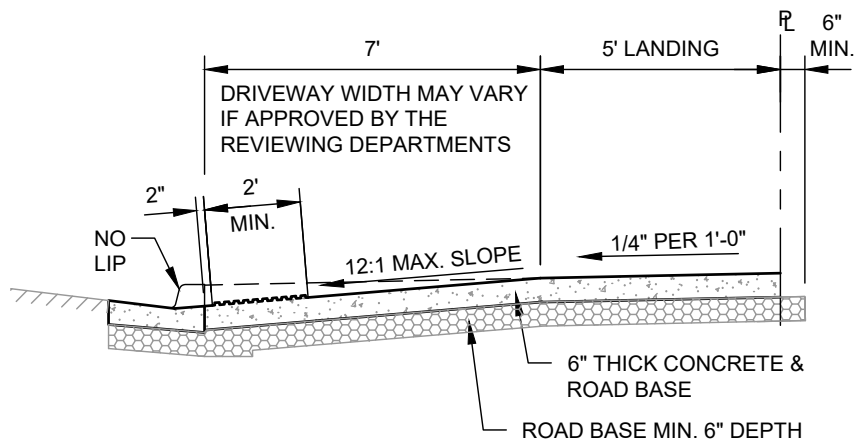 7'
5' LANDING
PL
6"
MIN.
DRIVEWAY WIDTH MAY VARY
IF APPROVED BY THE
REVIEWING DEPARTMENTS
2"
2'
MIN.
NO
LIP
12:1 MAX. SLOPE
1/4" PER 1'-0"
6" THICK CONCRETE &
ROAD BASE
ROAD BASE MIN. 6" DEPTH